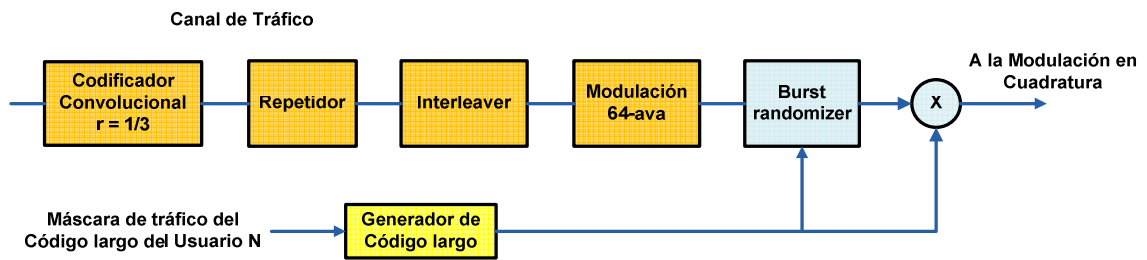 Canal de Tráfico
Codificador
Convolucional
r = 1/3
Repetidor
Interleaver
Modulación
64-ava
Burst
randomizer
X
A la Modulación en
Cuadratura
Máscara de tráfico del
Código largo del Usuario N
Generador de
Código largo